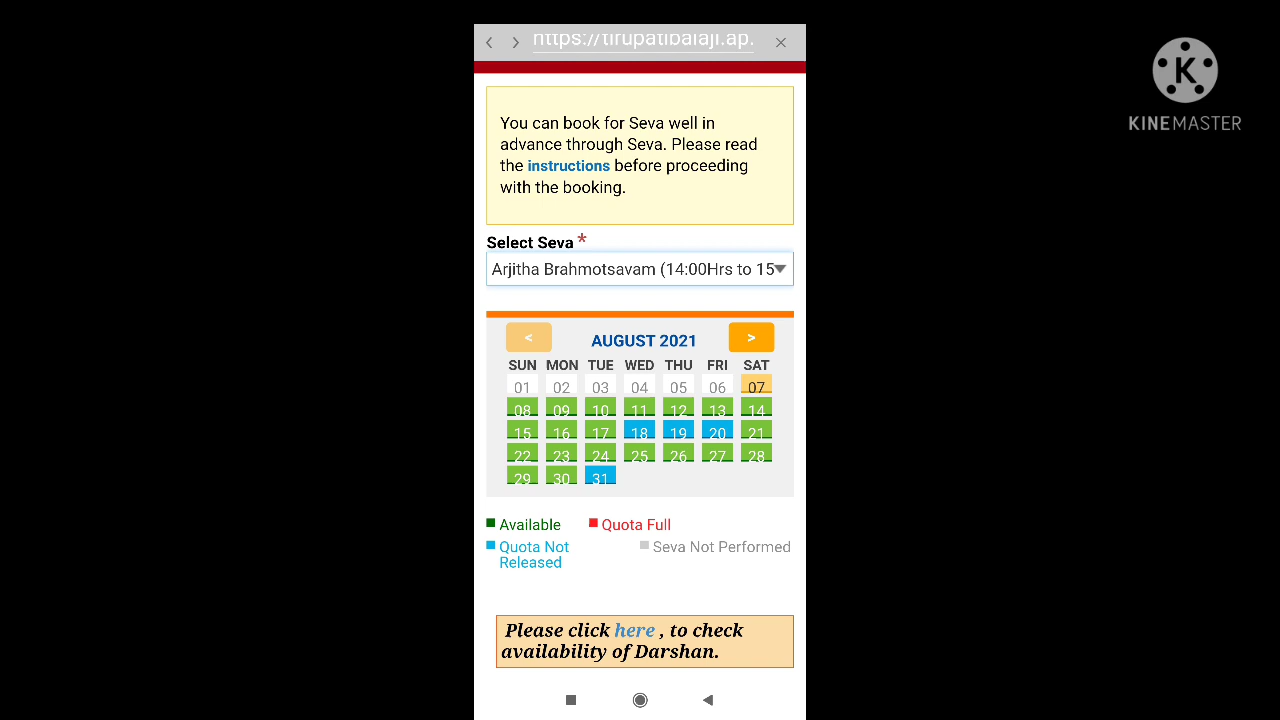 https://tirupatibalaji.ap.
KINEMASTER
You can book for Seva well in
advance through Seva. Please read
the instructions before proceeding
with the booking.
Select Seva *
Arjitha Brahmotsavam (14:00Hrs to 15
< AUGUST 2021 >
SUN MON TUE WED THU FRI SAT
01 02 03 04 05 06 07
08 09 10 11 12 13 14
15 16 17 18 19 20 21
22 23 24 25 26 27 28
29 30 31
Available Quota Full
Quota Not Seva Not Performed
Released
Please click here , to check
availability of Darshan.